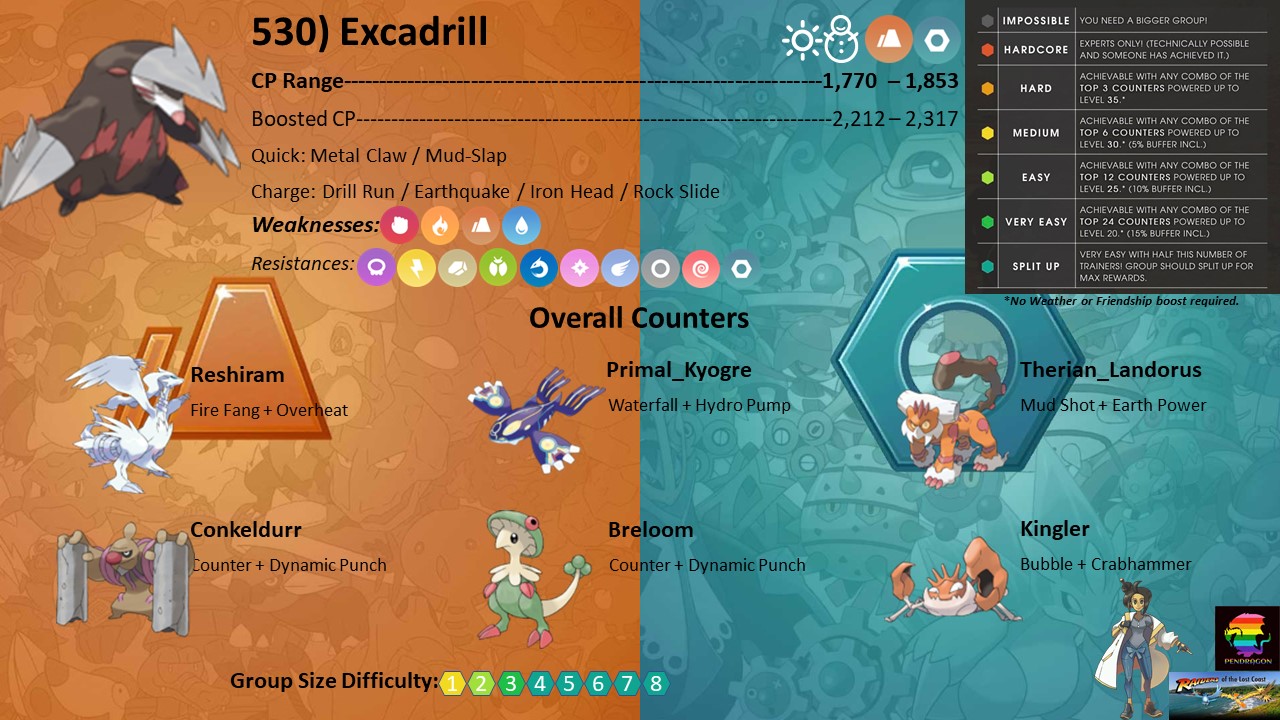 530) Excadrill
CP Range-----------------------------------------------------------------------1,770 – 1,853
Boosted CP-----------------------------------------------------------------------2,212 – 2,317
Quick: Metal Claw / Mud-Slap
Charge: Drill Run / Earthquake / Iron Head / Rock Slide
Weaknesses:
Resistances:
IMPOSSIBLE YOU NEED A BIGGER GROUP!
HARDCORE EXPERTS ONLY! (TECHNICALLY POSSIBLE
AND SOMEONE HAS ACHIEVED IT.)
HARD ACHIEVABLE WITH ANY COMBO OF THE
TOP 3 COUNTERS POWERED UP TO
LEVEL 35.*
MEDIUM ACHIEVABLE WITH ANY COMBO OF THE
TOP 6 COUNTERS POWERED UP TO
LEVEL 30.* (5% BUFFER INCL.)
EASY ACHIEVABLE WITH ANY COMBO OF THE
TOP 12 COUNTERS POWERED UP TO
LEVEL 25.* (10% BUFFER INCL.)
VERY EASY ACHIEVABLE WITH ANY COMBO OF THE
TOP 24 COUNTERS POWERED UP TO
LEVEL 20.* (15% BUFFER INCL.)
SPLIT UP VERY EASY WITH HALF THIS NUMBER OF
TRAINERS! GROUP SHOULD SPLIT UP FOR
MAX REWARDS.
*No Weather or Friendship boost required.
Overall Counters
Reshiram
Fire Fang + Overheat
Primal_Kyogre
Waterfall + Hydro Pump
Therian_Landorus
Mud Shot + Earth Power
Conkeldurr
Counter + Dynamic Punch
Breloom
Counter + Dynamic Punch
Kingler
Bubble + Crabhammer
Group Size Difficulty: 1 2 3 4 5 6 7 8
PENDRAGON
RAIDERS of the Lost Coast